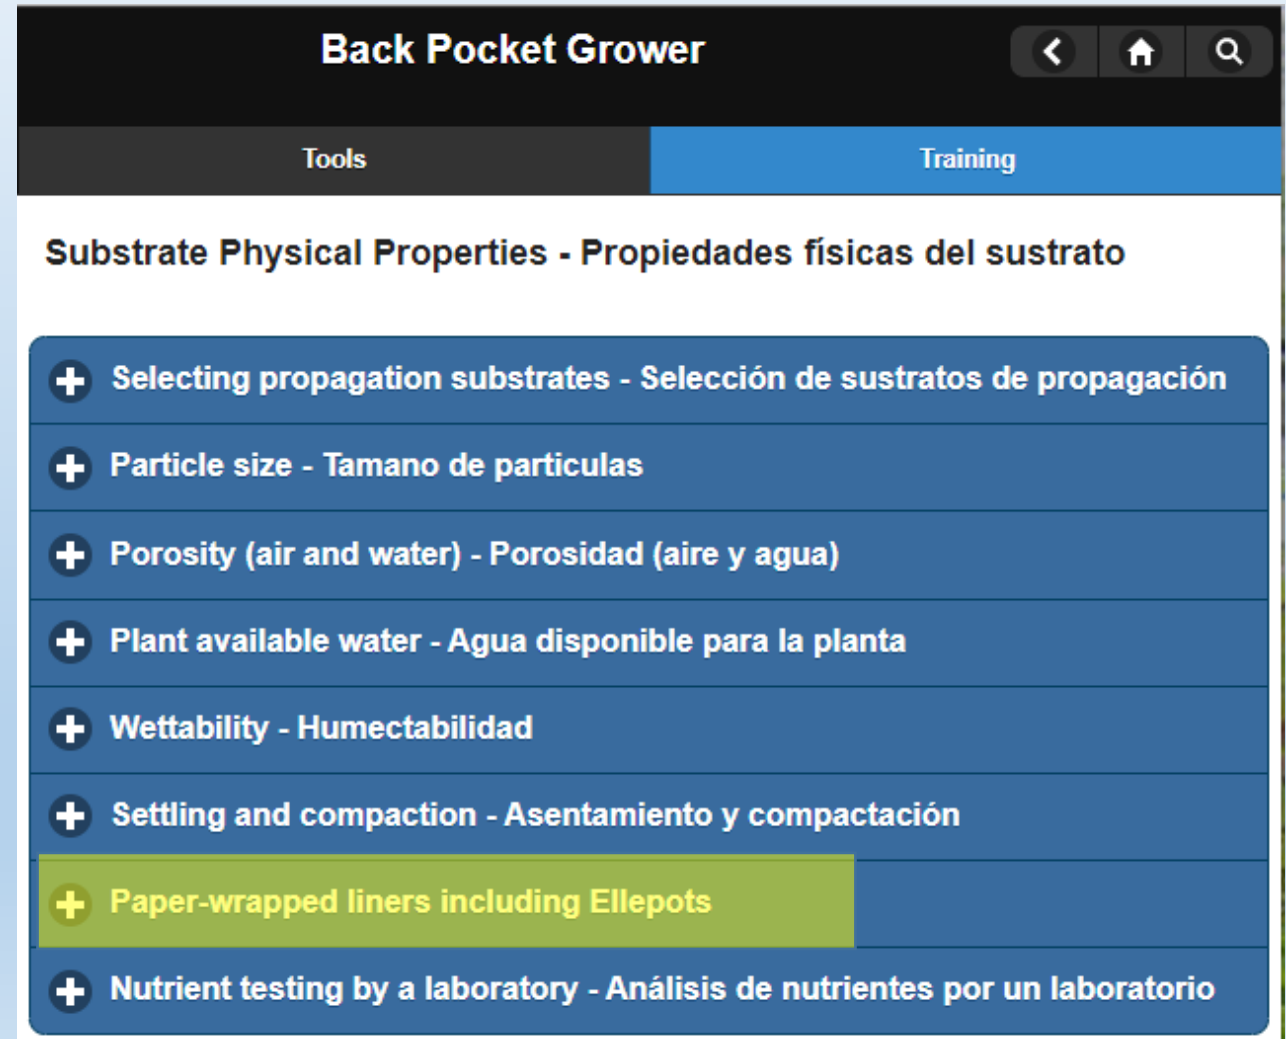 Back Pocket Grower
Tools
Training
Substrate Physical Properties - Propiedades físicas del sustrato
Selecting propagation substrates - Selección de sustratos de propagación
Particle size - Tamano de particulas
Porosity (air and water) - Porosidad (aire y agua)
Plant available water - Agua disponible para la planta
Wettability - Humectabilidad
Settling and compaction - Asentamiento y compactación
Paper-wrapped liners including Ellepots
Nutrient testing by a laboratory - Análisis de nutrientes por un laboratorio